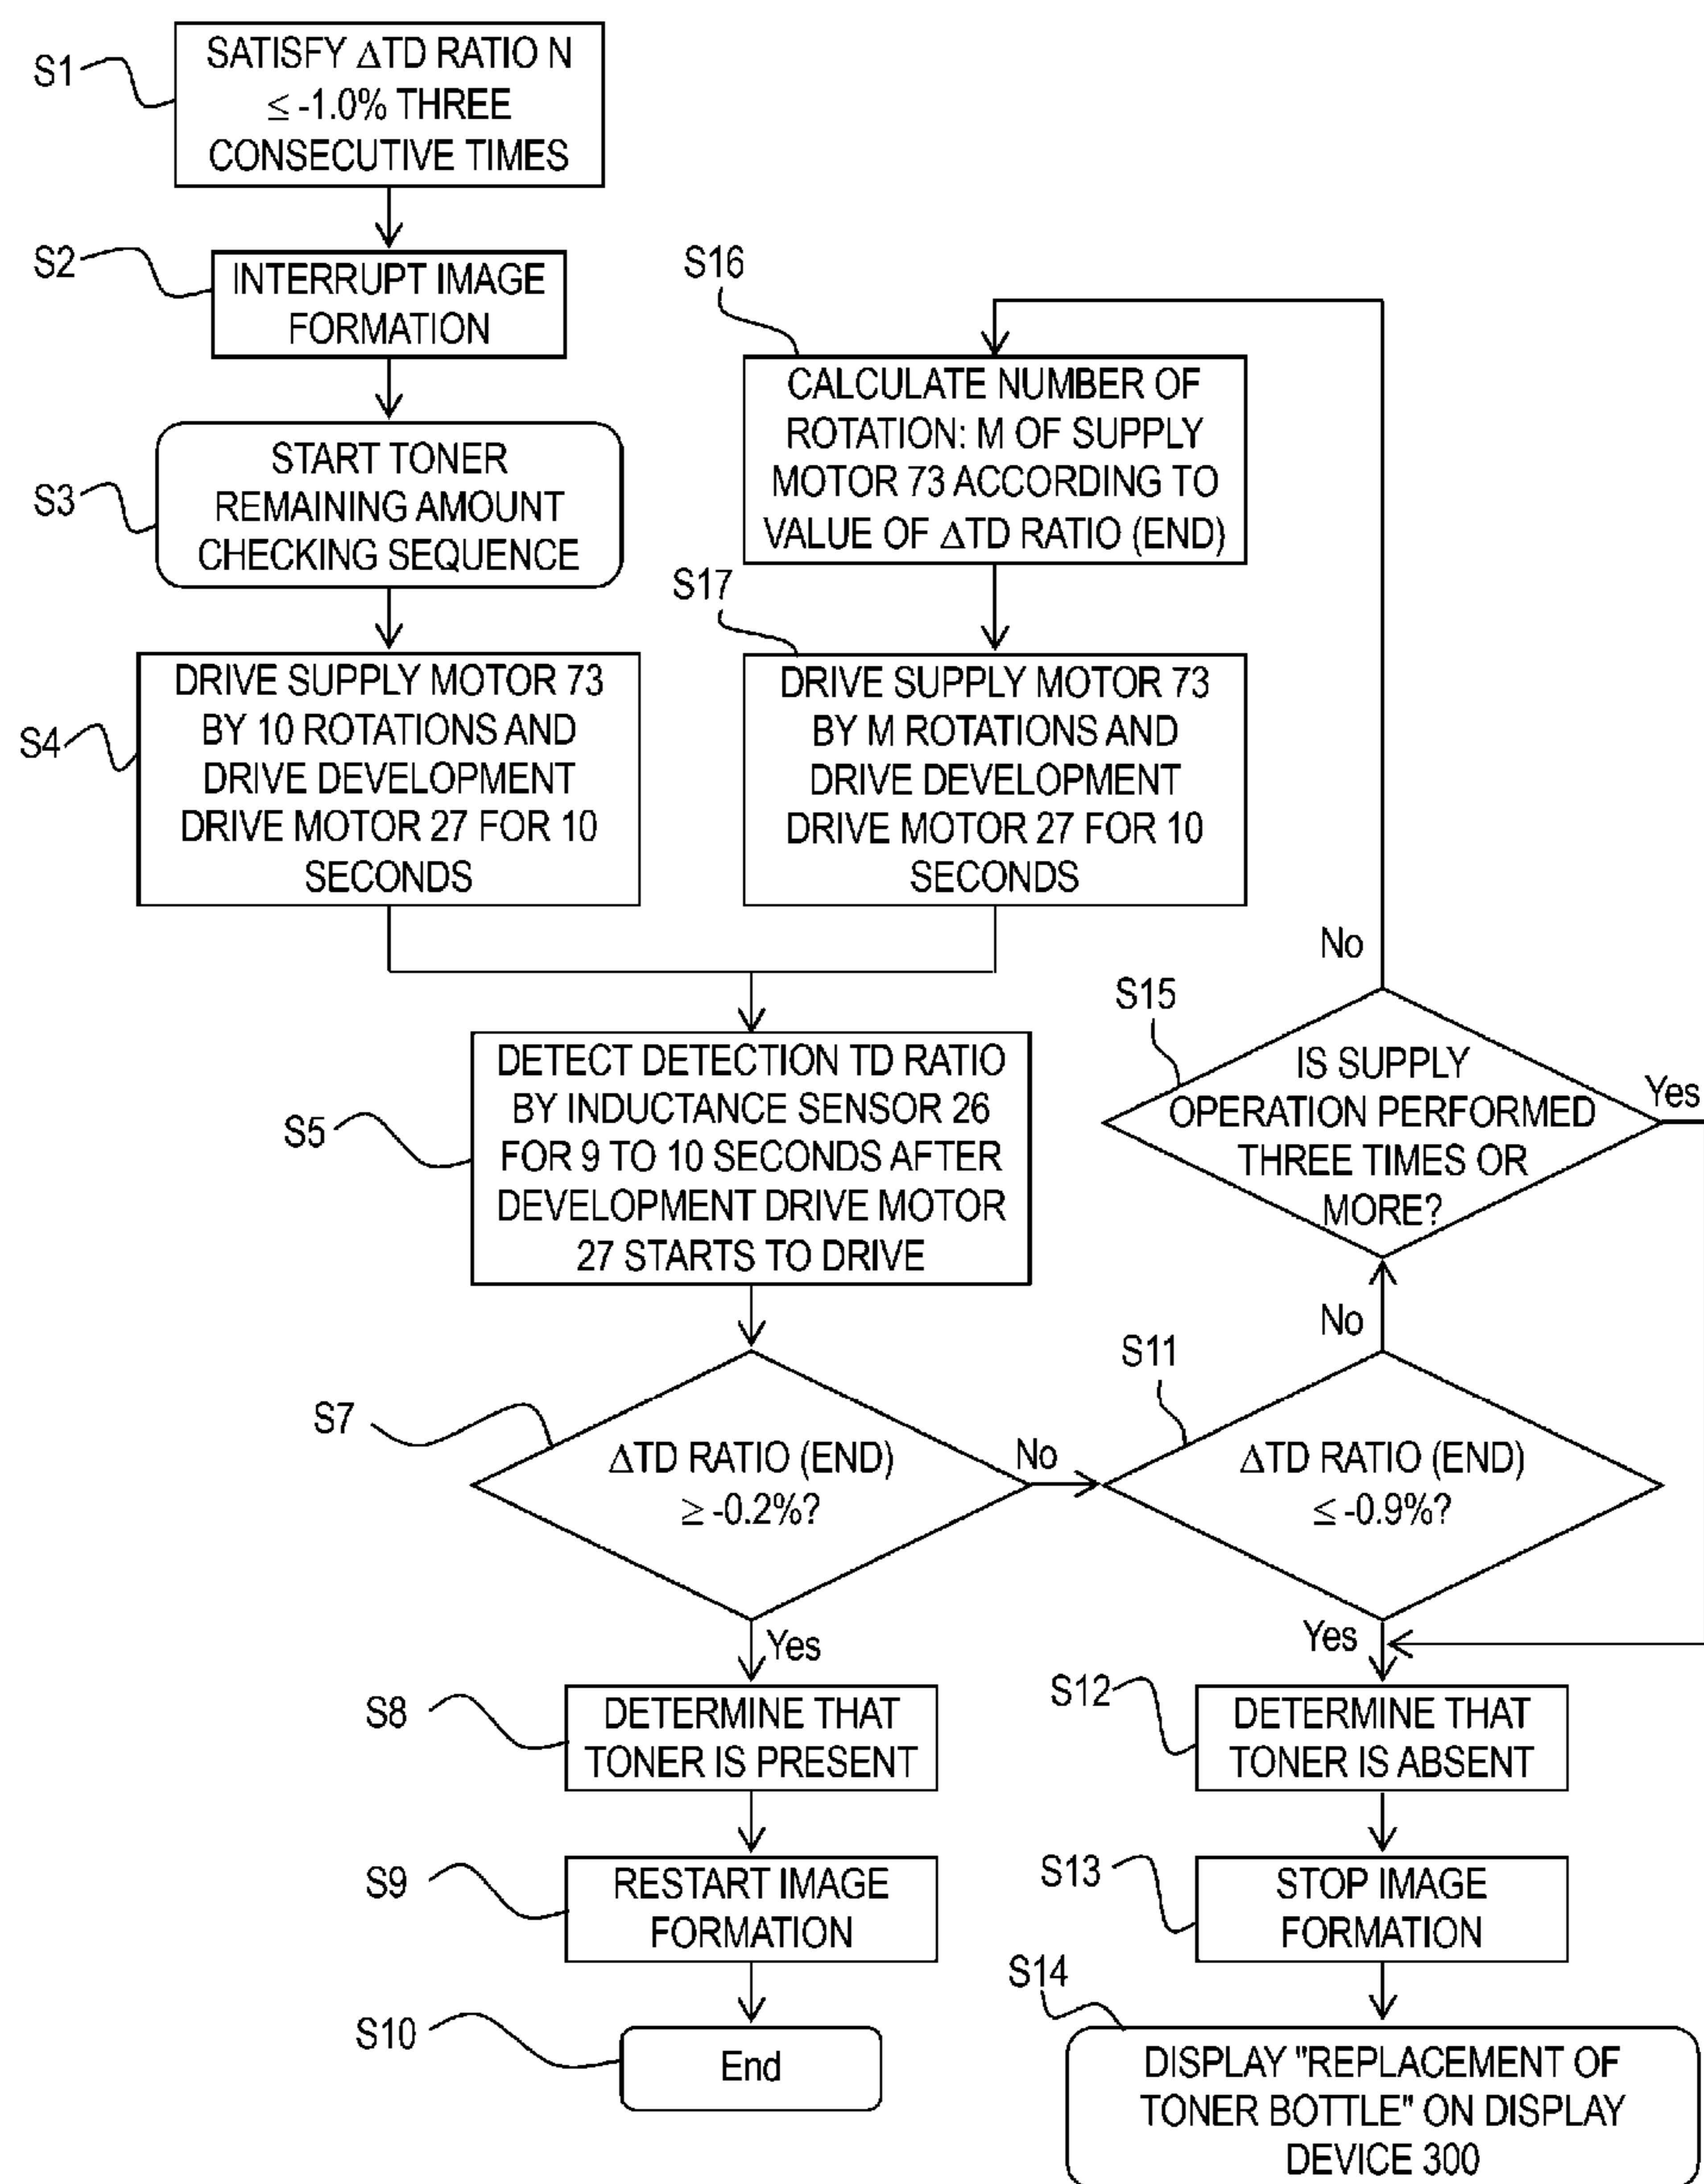 S1
SATISFY ΔTD RATIO N
≤ -1.0% THREE
CONSECUTIVE TIMES
S2
INTERRUPT IMAGE
FORMATION
S3
START TONER
REMAINING AMOUNT
CHECKING SEQUENCE
S4
DRIVE SUPPLY MOTOR 73
BY 10 ROTATIONS AND
DRIVE DEVELOPMENT
DRIVE MOTOR 27 FOR 10
SECONDS
S16
CALCULATE NUMBER OF
ROTATION: M OF SUPPLY
MOTOR 73 ACCORDING TO
VALUE OF ΔTD RATIO (END)
S17
DRIVE SUPPLY MOTOR 73
BY M ROTATIONS AND
DRIVE DEVELOPMENT
DRIVE MOTOR 27 FOR 10
SECONDS
S5
DETECT DETECTION TD RATIO
BY INDUCTANCE SENSOR 26
FOR 9 TO 10 SECONDS AFTER
DEVELOPMENT DRIVE MOTOR
27 STARTS TO DRIVE
No
S15
IS SUPPLY
OPERATION PERFORMED
THREE TIMES OR
MORE?
Yes
No
S7
ΔTD RATIO (END)
≥ -0.2%?
No
S11
ΔTD RATIO (END)
≤ -0.9%?
Yes
Yes
S8
DETERMINE THAT
TONER IS PRESENT
S9
RESTART IMAGE
FORMATION
S10
End
S12
DETERMINE THAT
TONER IS ABSENT
S13
STOP IMAGE
FORMATION
S14
DISPLAY "REPLACEMENT OF
TONER BOTTLE" ON DISPLAY
DEVICE 300